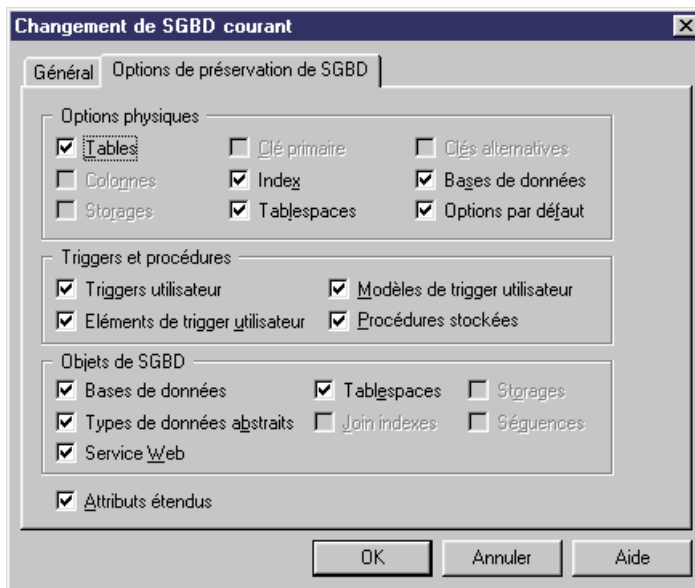 Changement de SGBD courant
Général Options de préservation de SGBD
Options physiques
Tables Clé primaire Clés alternatives
Colonnes Index Bases de données
Storages Tablespaces Options par défaut
Triggers et procédures
Triggers utilisateur Modèles de trigger utilisateur
Eléments de trigger utilisateur Procédures stockées
Objets de SGBD
Bases de données Tablespaces Storages
Types de données abstraits Join indexes Séquences
Service Web
Attributs étendus
OK Annuler Aide